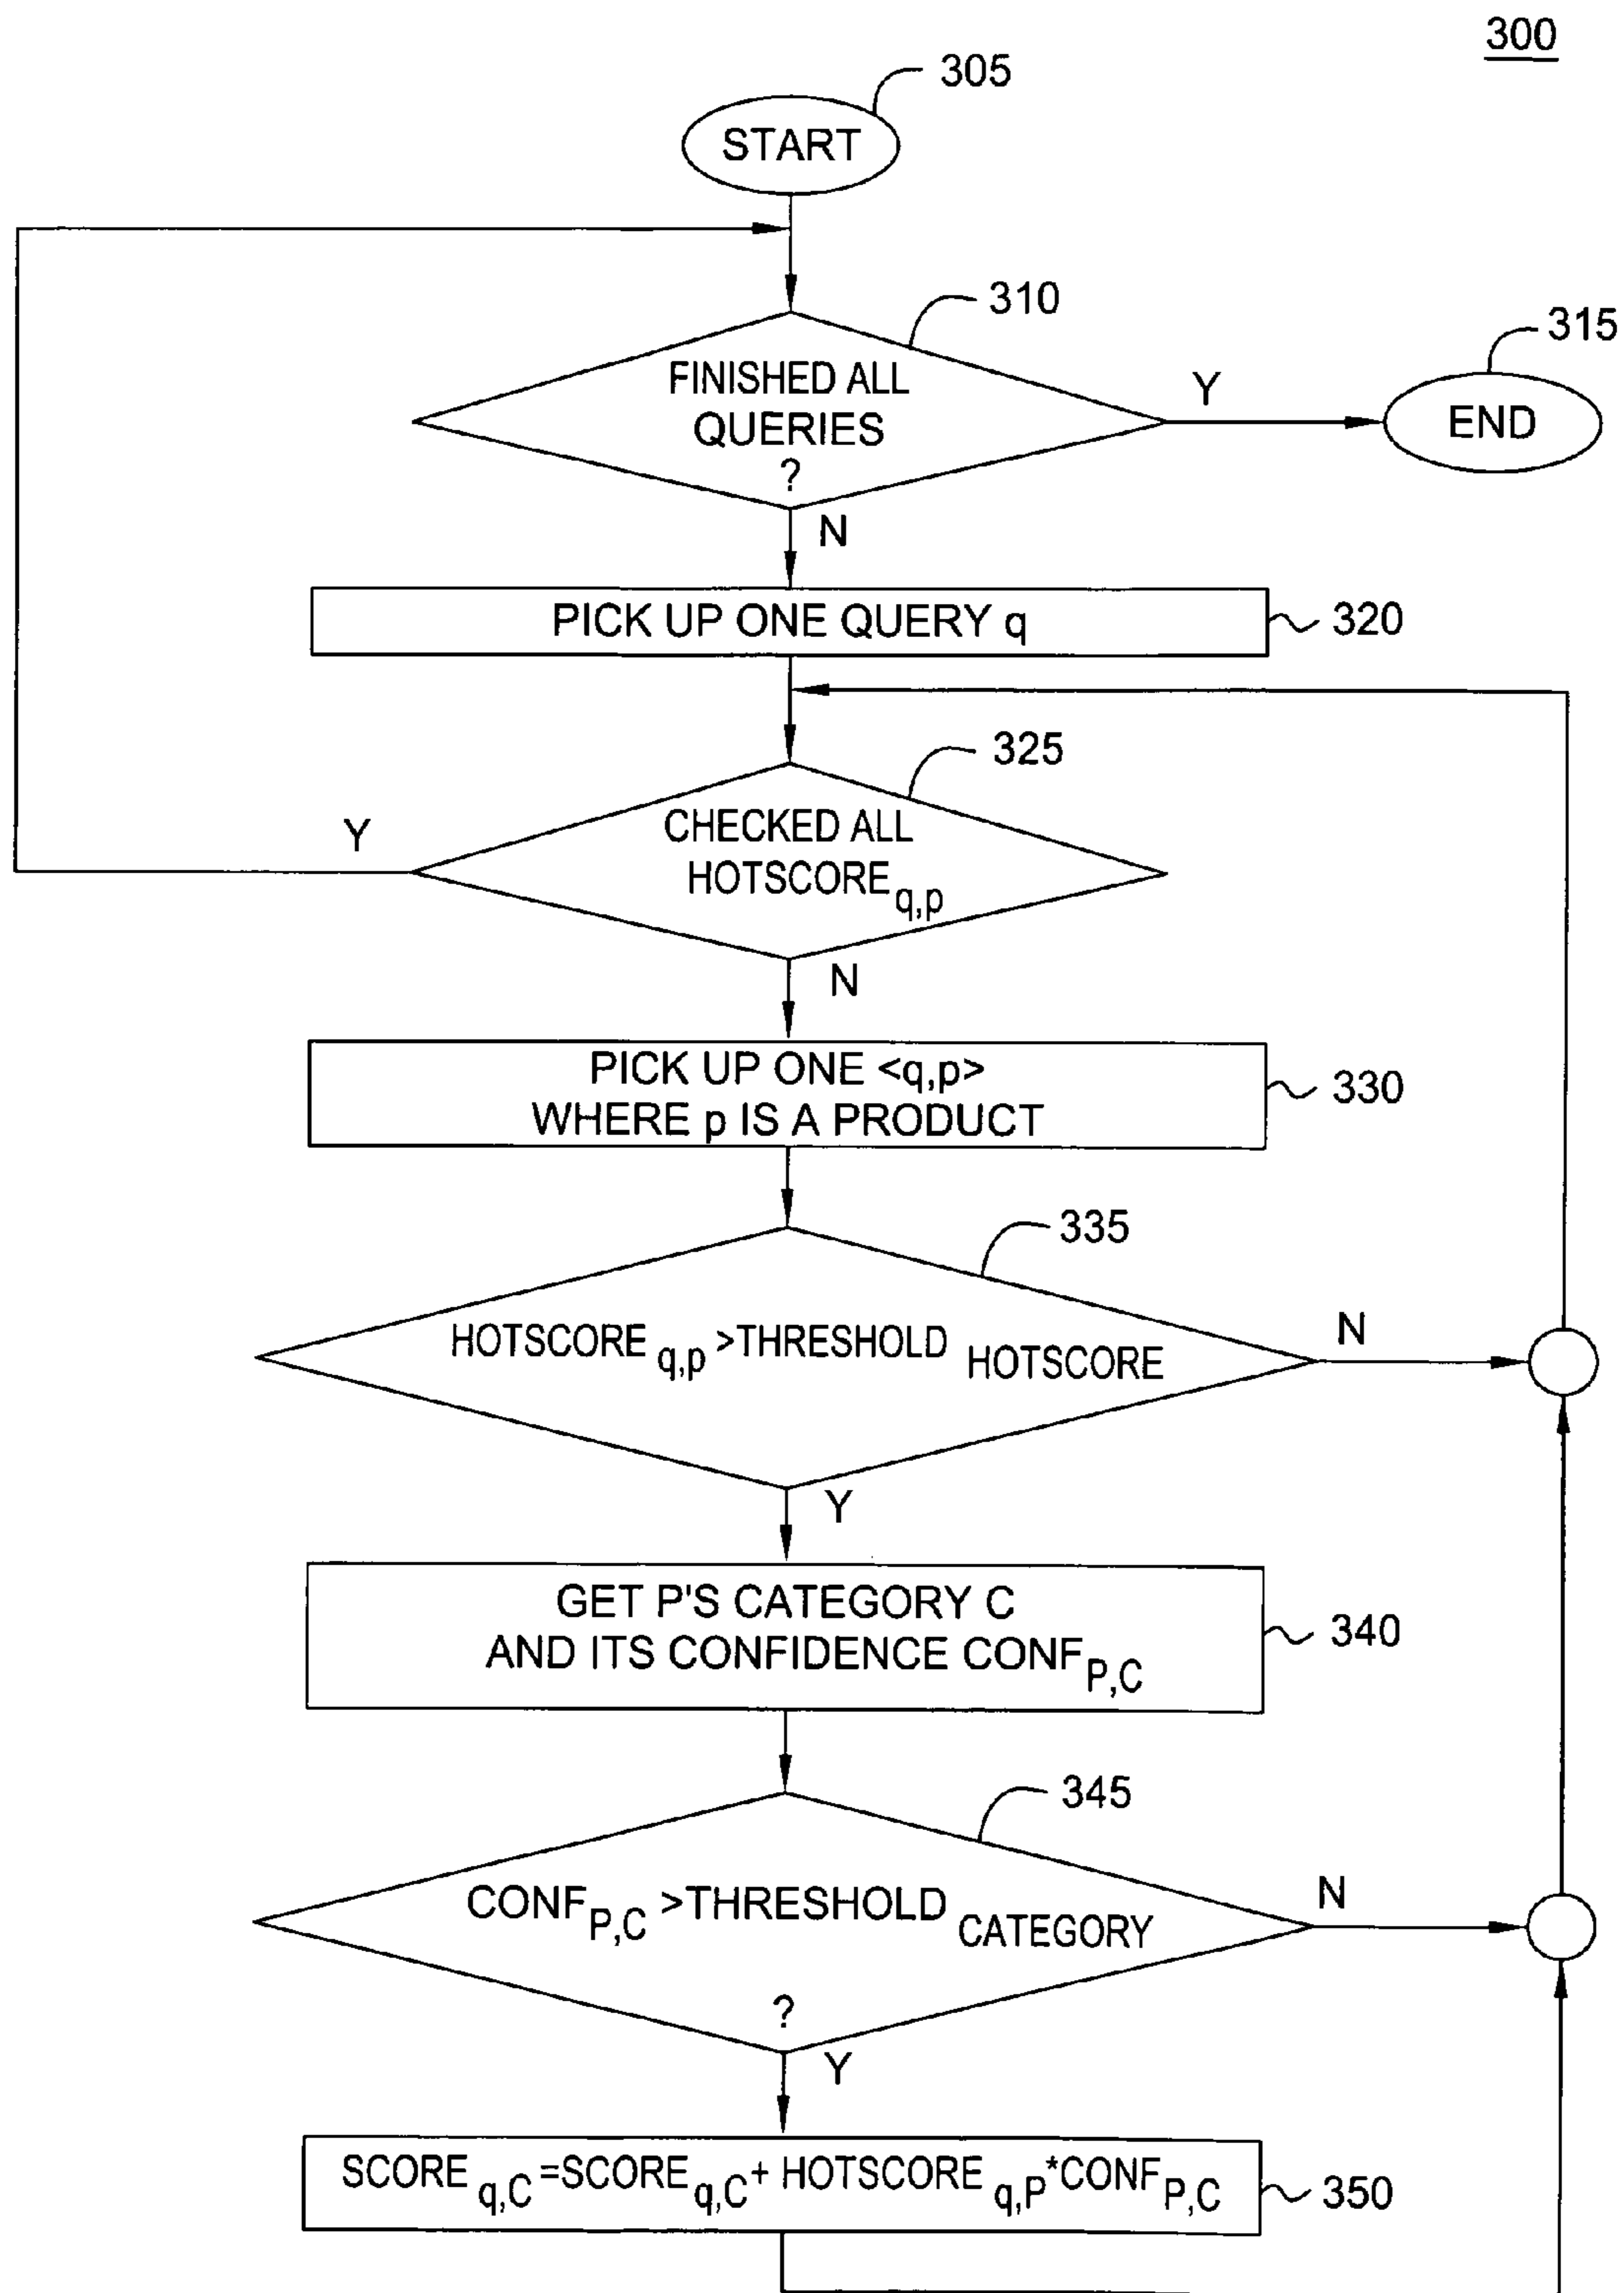 300
305
START
310
FINISHED ALL
QUERIES
?
Y
315
END
N
PICK UP ONE QUERY q
320
325
CHECKED ALL
HOTSCORE q,p
Y
N
PICK UP ONE <q,p>
WHERE p IS A PRODUCT
330
335
HOTSCORE q,p >THRESHOLD HOTSCORE
N
Y
GET P'S CATEGORY C
AND ITS CONFIDENCE CONF P,C
340
345
CONF P,C >THRESHOLD CATEGORY
?
N
Y
SCORE q,C =SCORE q,C + HOTSCORE q,P *CONF P,C
350